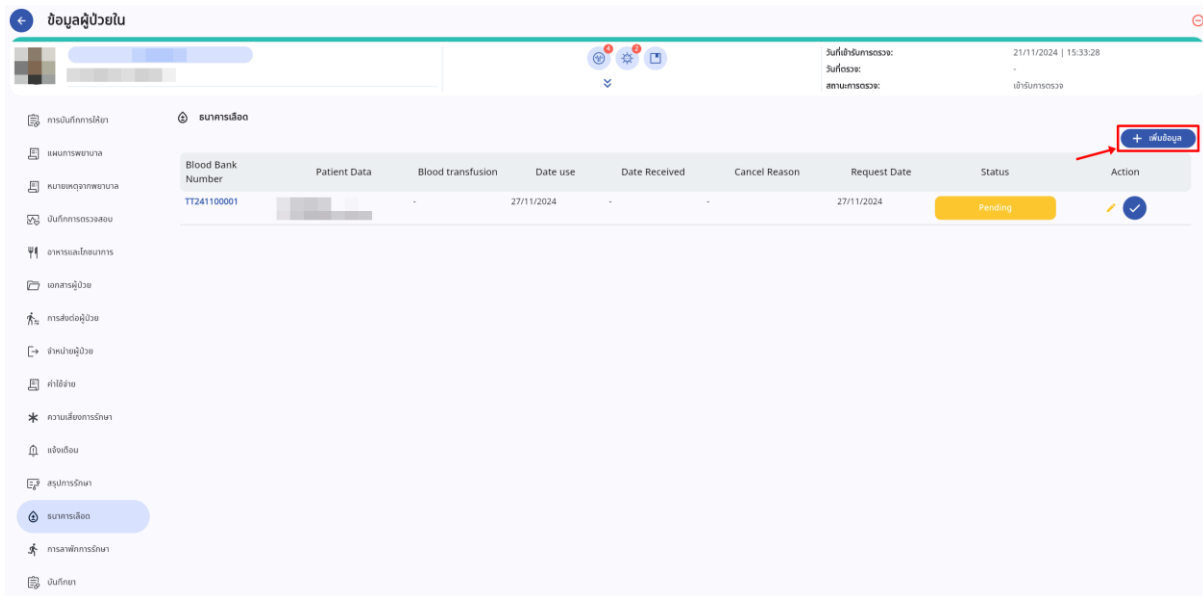 ข้อมูลผู้ป่วยใน
4 2
วันที่เข้ารับการตรวจ: 21/11/2024 | 15:33:28
วันที่ตรวจ: -
สถานะการตรวจ: เข้ารับการตรวจ
การบันทึกการให้ยา
แผนการพยาบาล
หมายเหตุจากพยาบาล
บันทึกการตรวจสอบ
อาหารและโภชนาการ
เอกสารผู้ป่วย
การส่งต่อผู้ป่วย
จำหน่ายผู้ป่วย
ค่าใช้จ่าย
ความเสี่ยงการรักษา
แจ้งเตือน
สรุปการรักษา
ธนาคารเลือด
การลาพักการรักษา
บันทึกยา
ธนาคารเลือด
+ เพิ่มข้อมูล
Blood Bank Number Patient Data Blood transfusion Date use Date Received Cancel Reason Request Date Status Action
TT241100001 - 27/11/2024 - - 27/11/2024 Pending